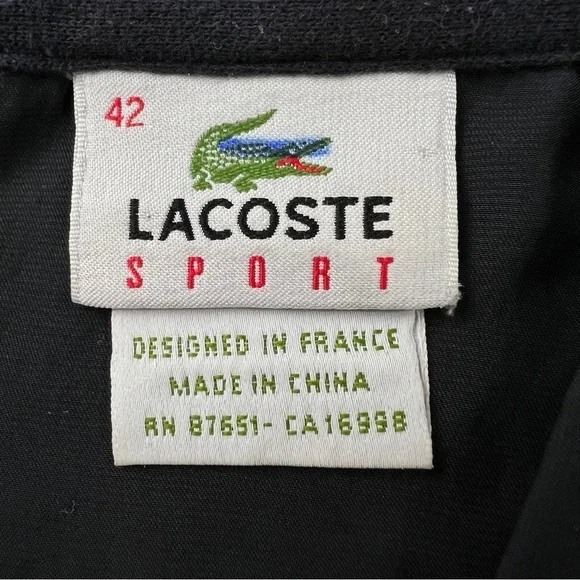 42
LACOSTE
SPORT
DESIGNED IN FRANCE
MADE IN CHINA
RN 87651- CA16998